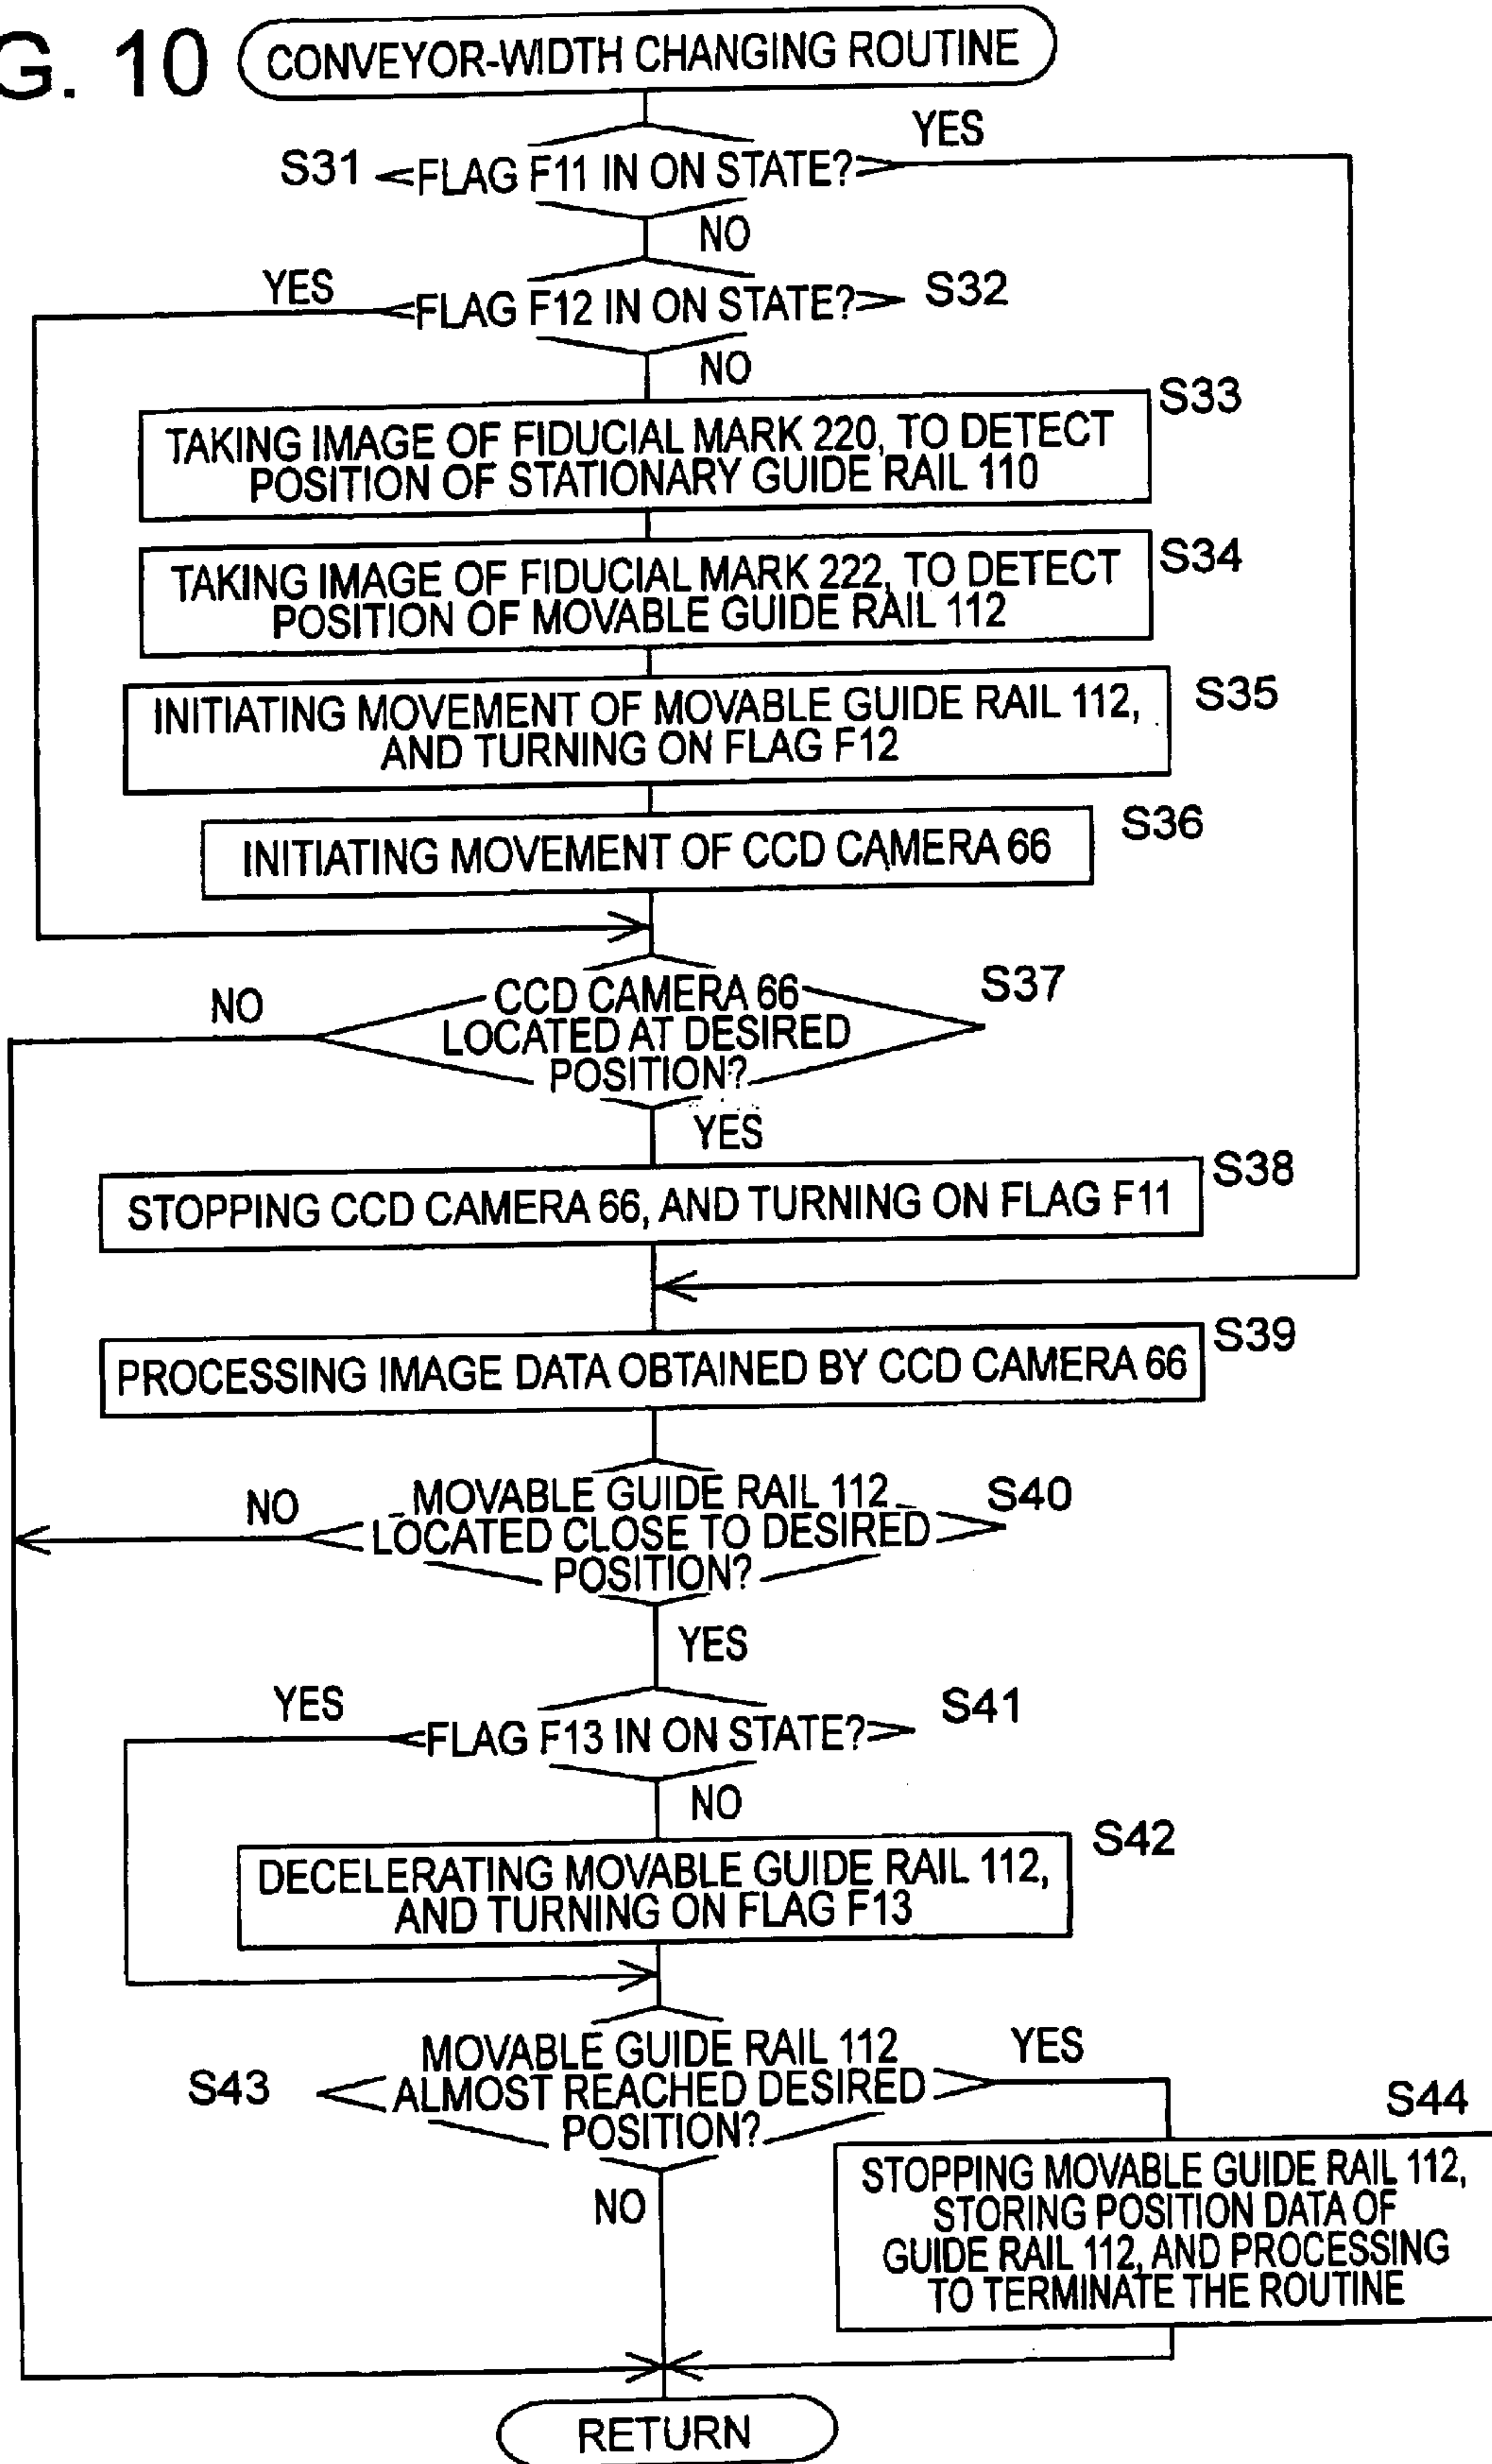 G. 10
CONVEYOR-WIDTH CHANGING ROUTINE
YES
S31
FLAG F11 IN ON STATE?
NO
YES
FLAG F12 IN ON STATE?
S32
NO
S33
TAKING IMAGE OF FIDUCIAL MARK 220, TO DETECT
POSITION OF STATIONARY GUIDE RAIL 110
S34
TAKING IMAGE OF FIDUCIAL MARK 222, TO DETECT
POSITION OF MOVABLE GUIDE RAIL 112
S35
INITIATING MOVEMENT OF MOVABLE GUIDE RAIL 112,
AND TURNING ON FLAG F12
S36
INITIATING MOVEMENT OF CCD CAMERA 66
NO
CCD CAMERA 66
LOCATED AT DESIRED
POSITION?
S37
YES
S38
STOPPING CCD CAMERA 66, AND TURNING ON FLAG F11
S39
PROCESSING IMAGE DATA OBTAINED BY CCD CAMERA 66
NO
MOVABLE GUIDE RAIL 112
LOCATED CLOSE TO DESIRED
POSITION?
S40
YES
YES
FLAG F13 IN ON STATE?
S41
NO
S42
DECELERATING MOVABLE GUIDE RAIL 112,
AND TURNING ON FLAG F13
S43
MOVABLE GUIDE RAIL 112
ALMOST REACHED DESIRED
POSITION?
YES
S44
NO
STOPPING MOVABLE GUIDE RAIL 112,
STORING POSITION DATA OF
GUIDE RAIL 112, AND PROCESSING
TO TERMINATE THE ROUTINE
RETURN